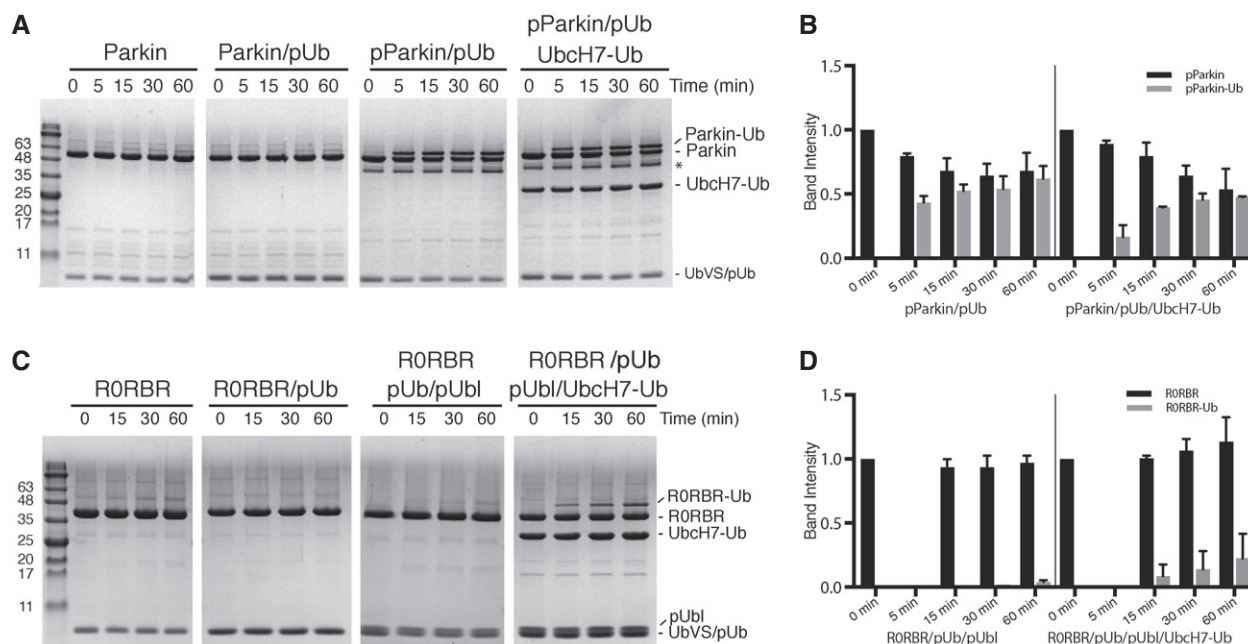 A
Parkin
Parkin/pUb
pParkin/pUb
pParkin/pUb
UbcH7-Ub
0 5 15 30 60
0 5 15 30 60
0 5 15 30 60
0 5 15 30 60
Time (min)
63
48
35
25
20
17
11
Parkin-Ub
- Parkin
*
- UbcH7-Ub
- UbVS/pUb
B
1.5
1.0
0.5
0.0
Band Intensity
pParkin
pParkin-Ub
0 min
5 min
15 min
30 min
60 min
0 min
5 min
15 min
30 min
60 min
pParkin/pUb
pParkin/pUb/UbcH7-Ub
C
R0RBR
R0RBR/pUb
R0RBR
pUb/pUbl
R0RBR /pUb
pUbl/UbcH7-Ub
0 15 30 60
0 15 30 60
0 15 30 60
0 15 30 60
Time (min)
63
48
35
25
20
17
11
R0RBR-Ub
- R0RBR
- UbcH7-Ub
pUbl
- UbVS/pUb
D
1.5
1.0
0.5
0.0
Band Intensity
R0RBR
R0RBR-Ub
0 min
5 min
15 min
30 min
60 min
0 min
5 min
15 min
30 min
60 min
R0RBR/pUb/pUbl
R0RBR/pUb/pUbl/UbcH7-Ub